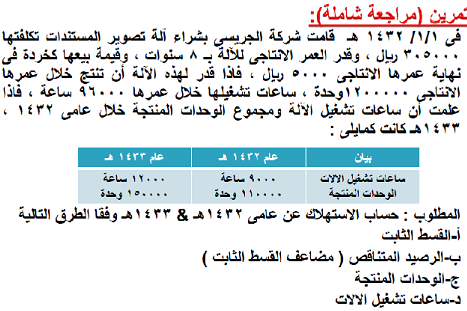 تمرين (مراجعة شاملة):
فى ١/١/ ١٤٣٢ هـ قامت شركة الجريسي بشراء آلة تصوير المستندات تكلفتها
٣٠٥٠٠٠ ريال ، وقدر العمر الانتاجى للآلة بـ ٨ سنوات ، وقيمة بيعها كخردة فى
نهاية عمرها الانتاجى ٥٠٠٠ ريال ، فاذا قدر لهذه الآلة أن تنتج خلال عمرها
الانتاجى ١٢٠٠٠٠٠وحدة ، ساعات تشغيلها خلال عمرها ٩٦٠٠٠ ساعة ، فاذا
علمت أن ساعات تشغيل الآلة ومجموع الوحدات المنتجة خلال عامى ١٤٣٢ ،
١٤٣٣هـ كانت كمايلى :
بيان عام ١٤٣٢ هـ عام ١٤٣٣ هـ
ساعات تشغيل الالات ٩٠٠٠ ساعة ١٢٠٠٠ ساعة
الوحدات المنتجة ١١٠٠٠٠ وحدة ١٥٠٠٠٠ وحدة
المطلوب : حساب الاستهلاك عن عامى ١٤٣٢هـ & ١٤٣٣هـ وفقا الطرق التالية
أ-القسط الثابت
ب-الرصيد المتناقص ( مضاعف القسط الثابت )
ج-الوحدات المنتجة
د-ساعات تشغيل الالات